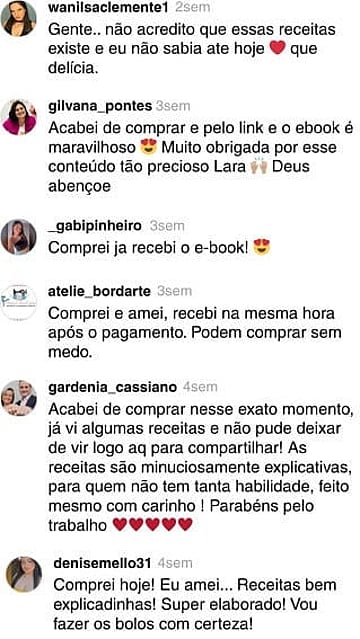 wanilsaclemente1 2sem
Gente.. não acredito que essas receitas
existe e eu não sabia ate hoje ❤️ que
delícia.
gilvana_pontes 3sem
Acabei de comprar e pelo link e o ebook é
maravilhoso 😍 Muito obrigada por esse
conteúdo tão precioso Lara 🙌🏼 Deus
abençoe
_gabipinheiro 3sem
Comprei ja recebi o e-book! 😍
atelie_bordarte 3sem
Comprei e amei, recebi na mesma hora
após o pagamento. Podem comprar sem
medo.
gardenia_cassiano 4sem
Acabei de comprar nesse exato momento,
já vi algumas receitas e não pude deixar
de vir logo aq para compartilhar! As
receitas são minuciosamente explicativas,
para quem não tem tanta habilidade, feito
mesmo com carinho ! Parabéns pelo
trabalho ♥️♥️♥️♥️♥️
denisemello31 4sem
Comprei hoje! Eu amei... Receitas bem
explicadinhas! Super elaborado! Vou
fazer os bolos com certeza!